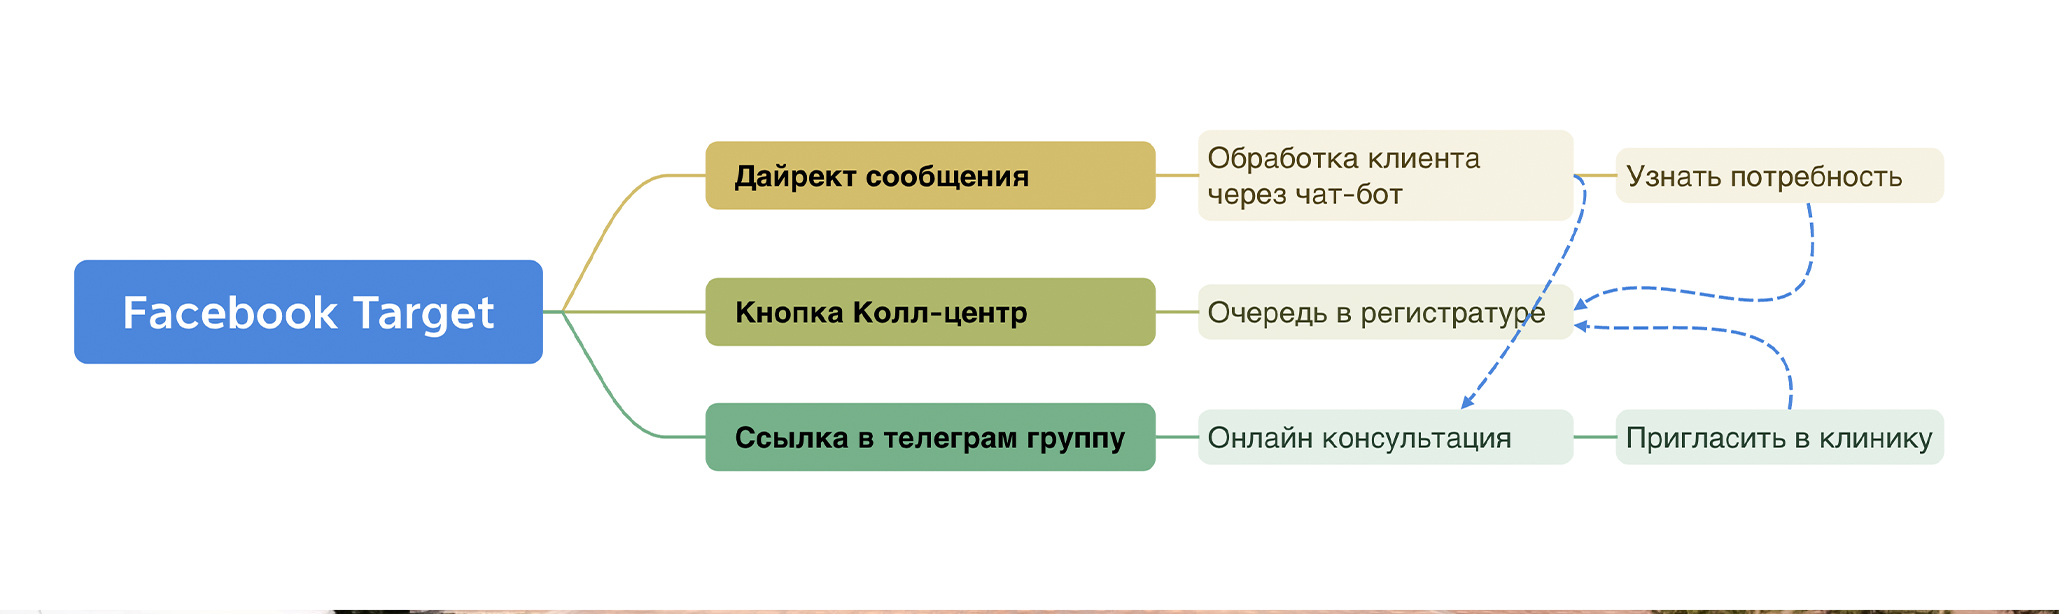 Facebook Target
Дайрект сообщения
Обработка клиента
через чат-бот
Узнать потребность
Кнопка Колл-центр
Очередь в регистратуре
Ссылка в телеграм группу
Онлайн консультация
Пригласить в клинику